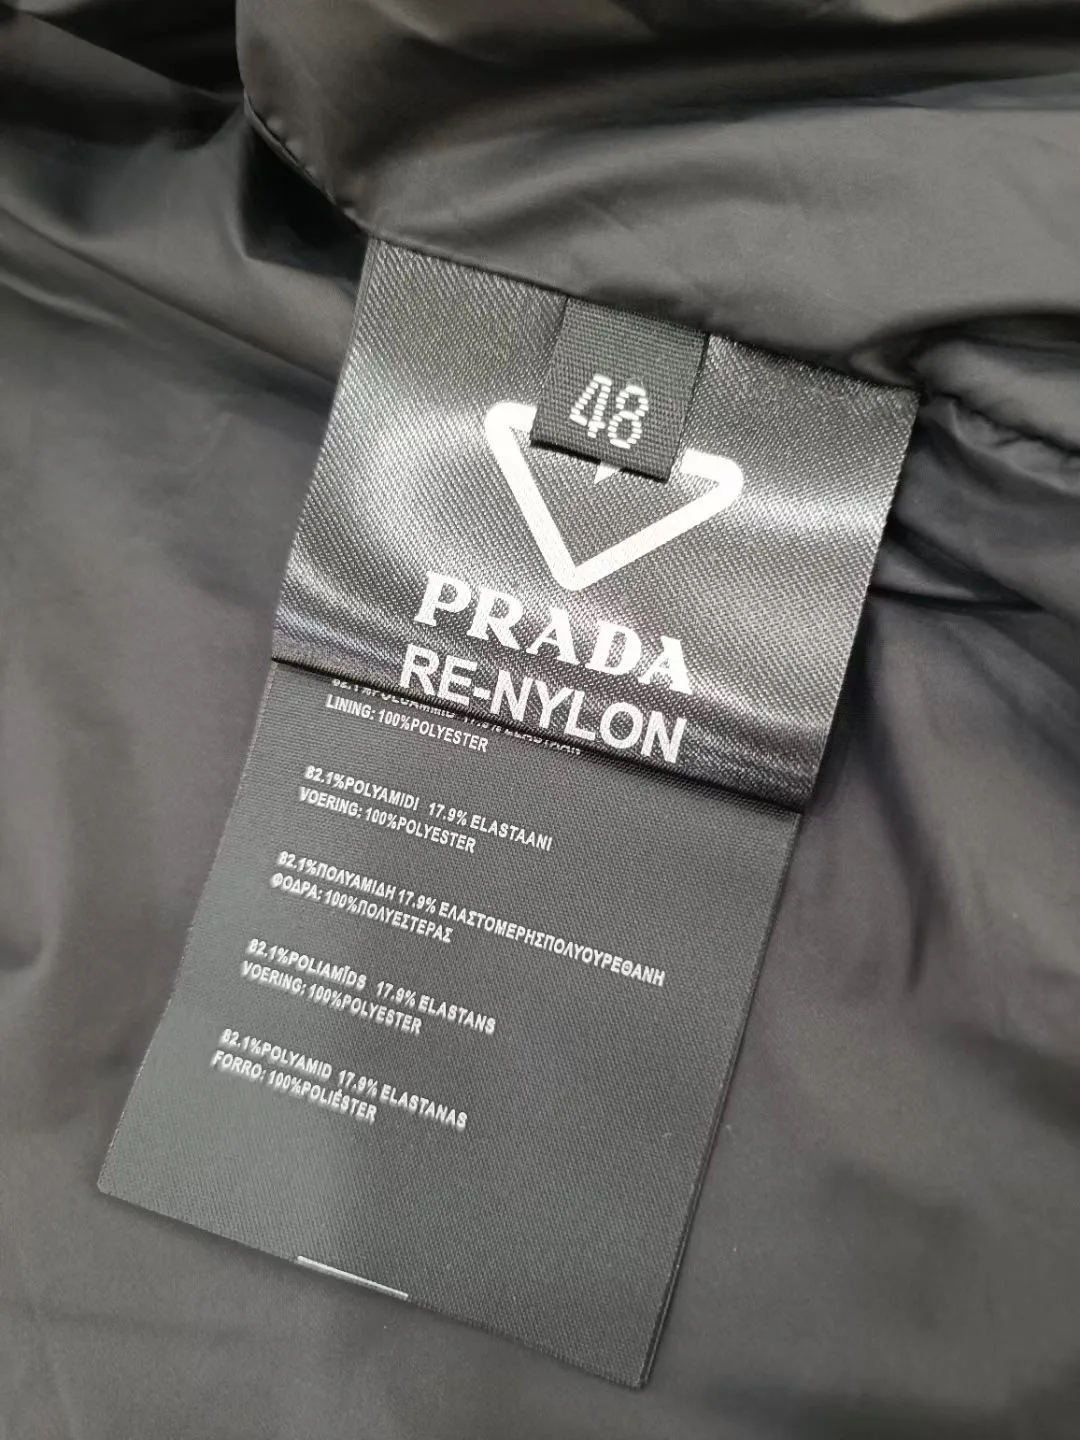 48
PRADA
RE-NYLON
LINING: 100%POLYESTER
82.1%POLYAMIDI 17.9% ELASTAANI
VOERING: 100%POLYESTER
82.1%ΠΟΛΥΑΜΙΔΗ 17.9% ΕΛΑΣΤΟΜΕΡΗΣΠΟΛΥΟΥΡΕΘΑΝΗ
ΦΟΔΡΑ: 100%ΠΟΛΥΕΣΤΕΡΑΣ
82.1%POLIAMĪDS 17.9% ELASTANS
VOERING: 100%POLYESTER
82.1%POLYAMID 17.9% ELASTANAS
FORRO: 100%POLIÉSTER